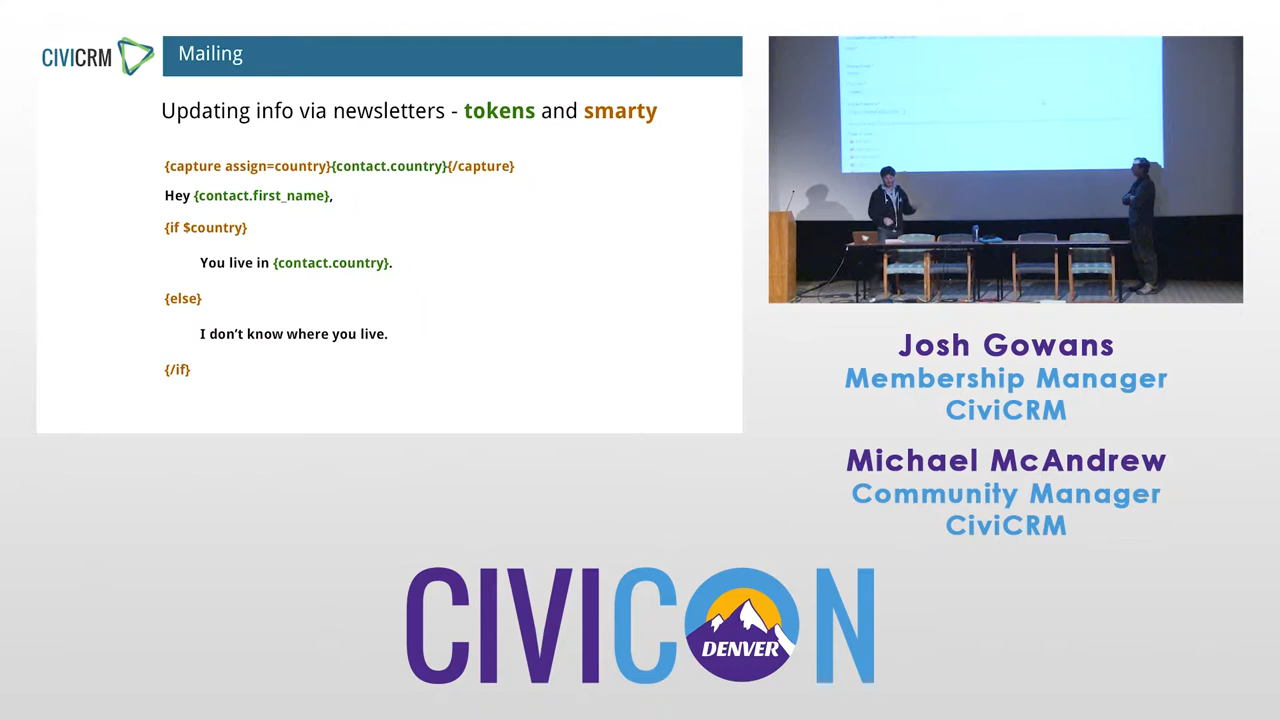 CIVICRM
Mailing
Updating info via newsletters - tokens and smarty
{capture assign=country}{contact.country}{/capture}
Hey {contact.first_name},
{if $country}
You live in {contact.country}.
{else}
I don’t know where you live.
{/if}
Josh Gowans
Membership Manager
CiviCRM
Michael McAndrew
Community Manager
CiviCRM
CIVICON
DENVER